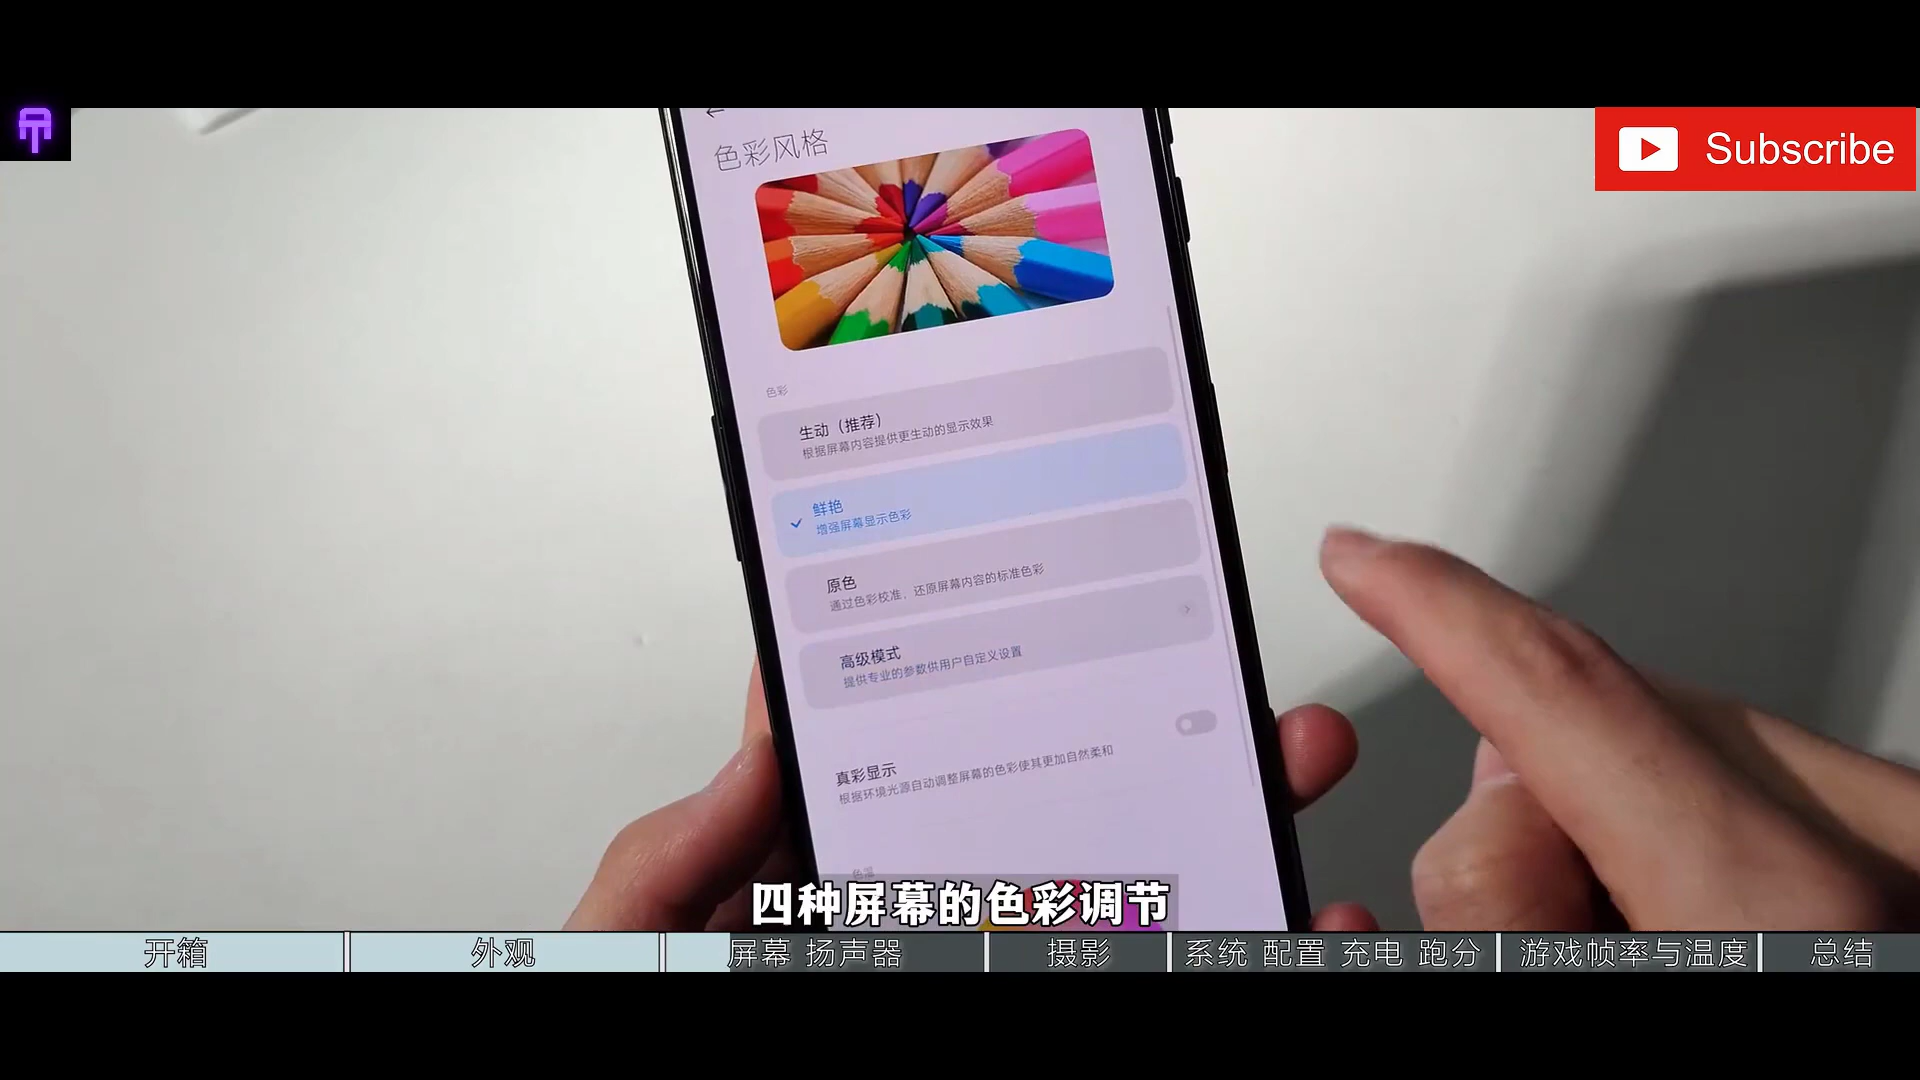 Subscribe
色彩风格
色彩
生动（推荐）
根据屏幕内容提供更生动的显示效果
鲜艳
增强屏幕显示色彩
原色
通过色彩校准，还原屏幕内容的标准色彩
高级模式
提供专业的参数供用户自定义设置
真彩显示
根据环境光源自动调整屏幕的色彩使其更加自然柔和
色温
四种屏幕的色彩调节
开箱 外观 屏幕 扬声器 摄影 系统 配置 充电 跑分 游戏帧率与温度 总结